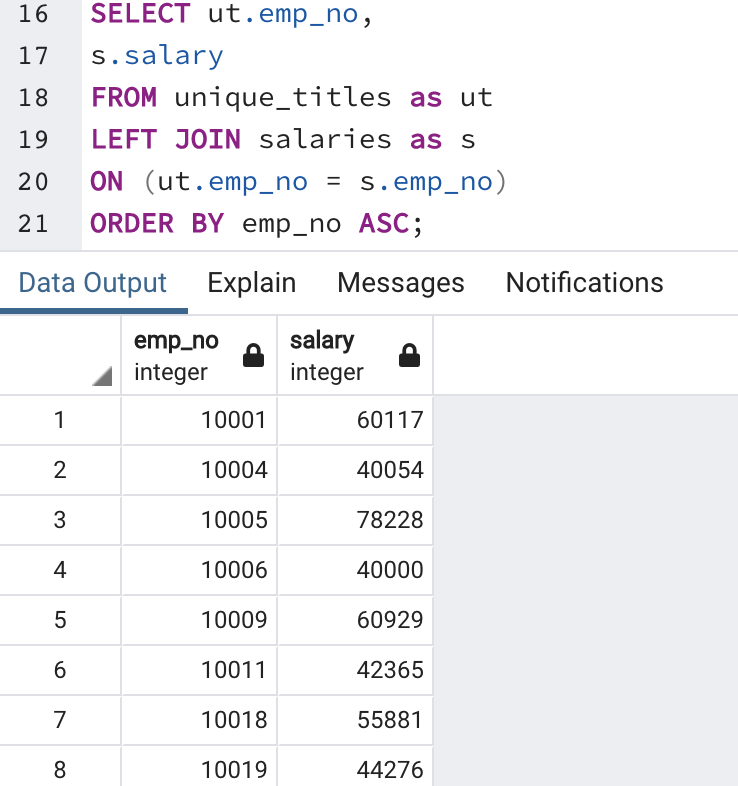 16 SELECT ut.emp_no,
17 s.salary
18 FROM unique_titles as ut
19 LEFT JOIN salaries as s
20 ON (ut.emp_no = s.emp_no)
21 ORDER BY emp_no ASC;
Data Output Explain Messages Notifications
emp_no salary
integer integer
1 10001 60117
2 10004 40054
3 10005 78228
4 10006 40000
5 10009 60929
6 10011 42365
7 10018 55881
8 10019 44276